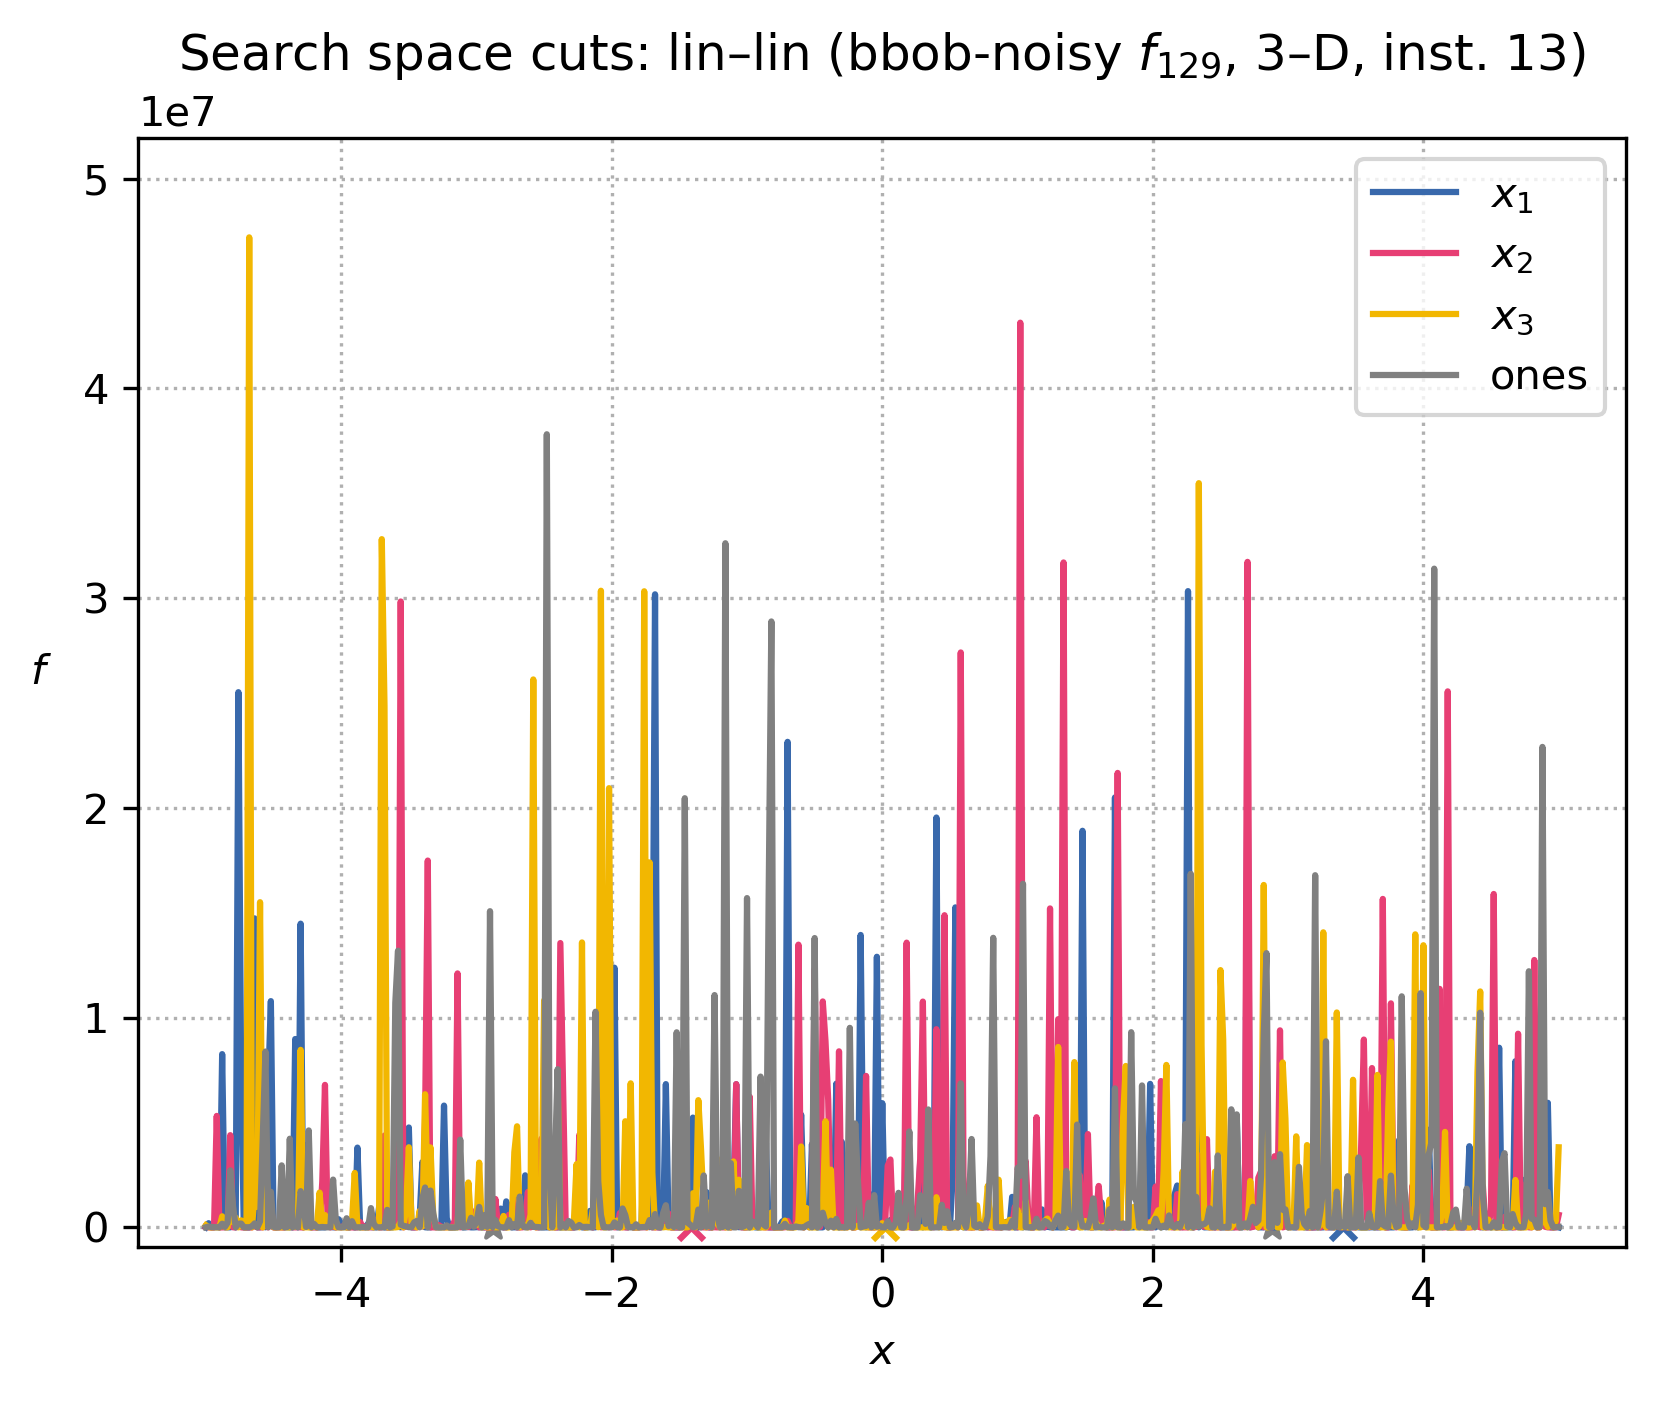 Search space cuts: lin–lin (bbob-noisy f₁₂₉, 3–D, inst. 13)
1e7
5
4
3
2
1
0
f
−4
−2
0
2
4
x
x₁
x₂
x₃
ones